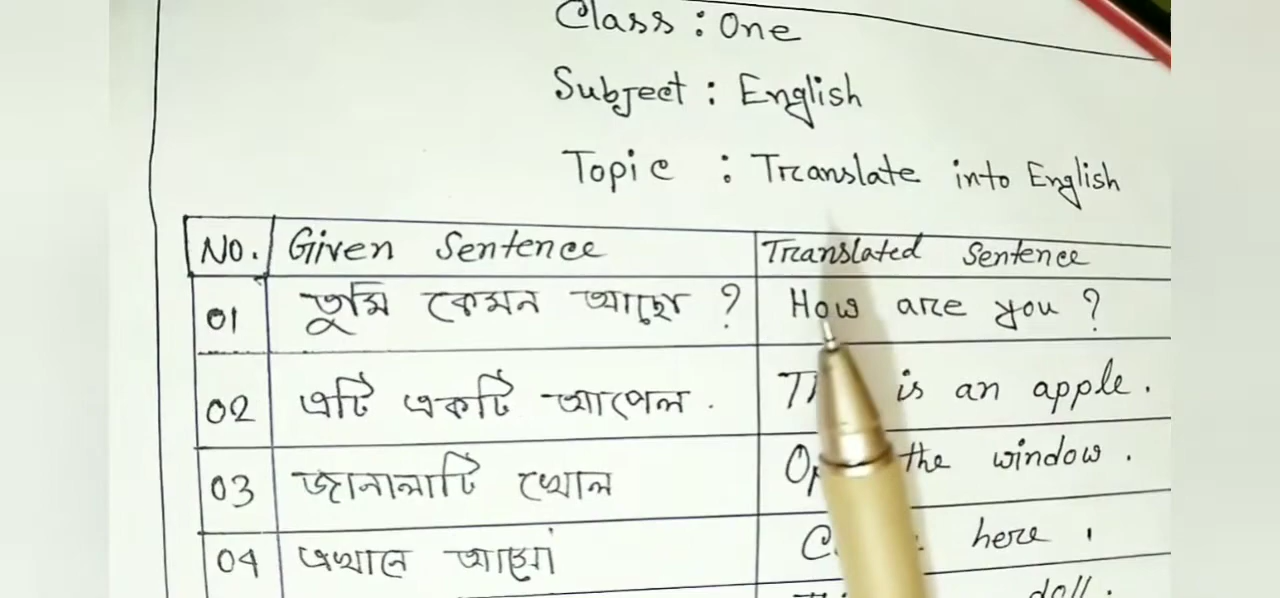 Class : One
Subject : English
Topic : Translate into English
No. Given Sentence Translated Sentence
01 তুমি কেমন আছো ? How are you ?
02 এটি একটি আপেল . is an apple .
03 জানালাটি খোল the window .
04 এখানে আসো here .
doll .